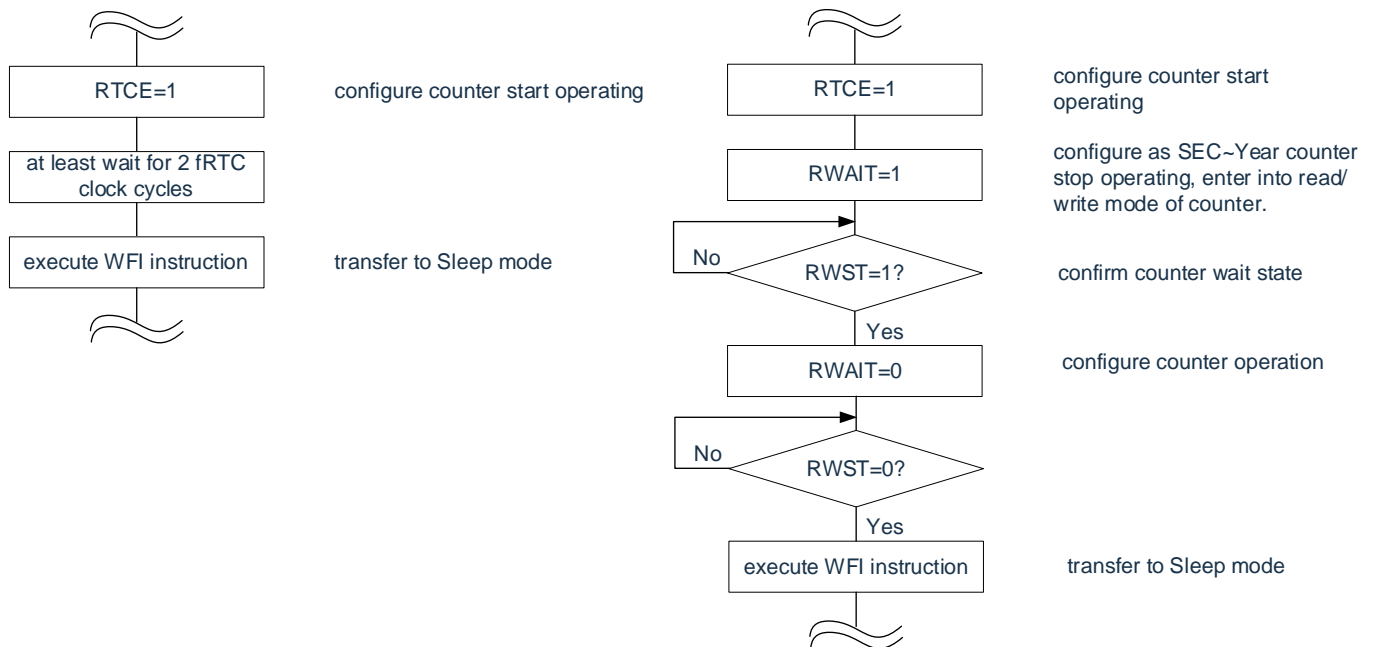 RTCE=1
configure counter start operating
at least wait for 2 fRTC
clock cycles
execute WFI instruction
transfer to Sleep mode
RTCE=1
configure counter start
operating
RWAIT=1
configure as SEC~Year counter
stop operating, enter into read/
write mode of counter.
No
RWST=1?
confirm counter wait state
Yes
RWAIT=0
configure counter operation
No
RWST=0?
Yes
execute WFI instruction
transfer to Sleep mode